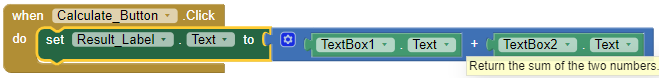 when Calculate_Button .Click
do set Result_Label . Text to TextBox1 . Text + TextBox2 . Text
Return the sum of the two numbers.